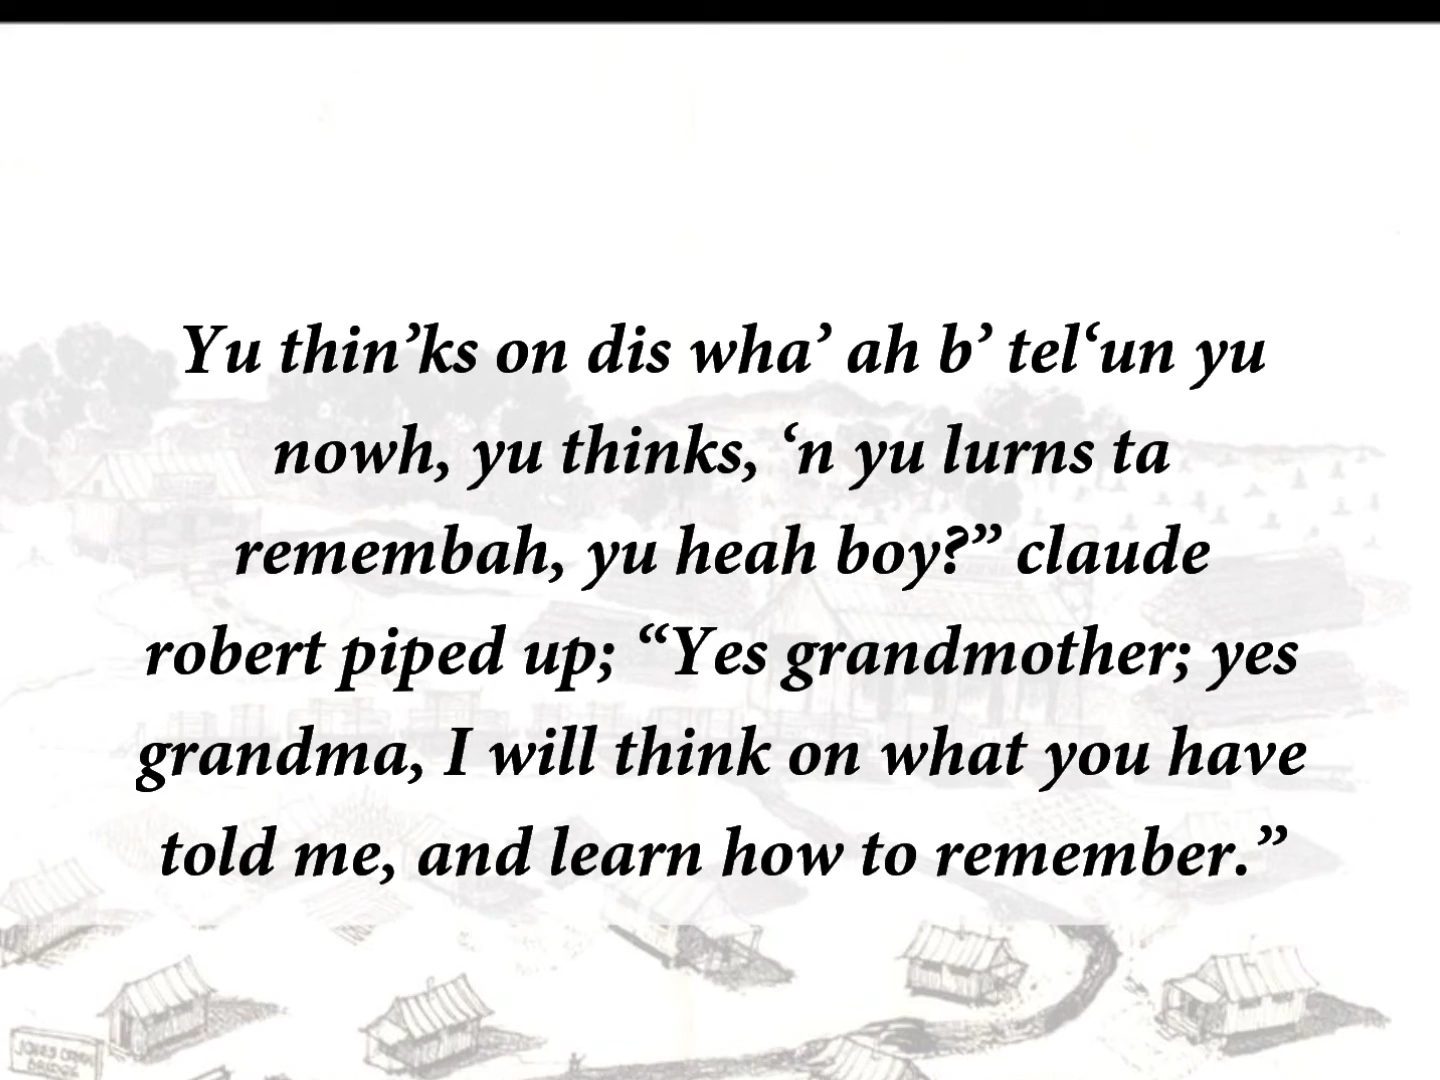 Yu thin’ks on dis wha’ ah b’ tel‘un yu
nowh, yu thinks, ‘n yu lurns ta
remembah, yu heah boy?” claude
robert piped up; “Yes grandmother; yes
grandma, I will think on what you have
told me, and learn how to remember.”